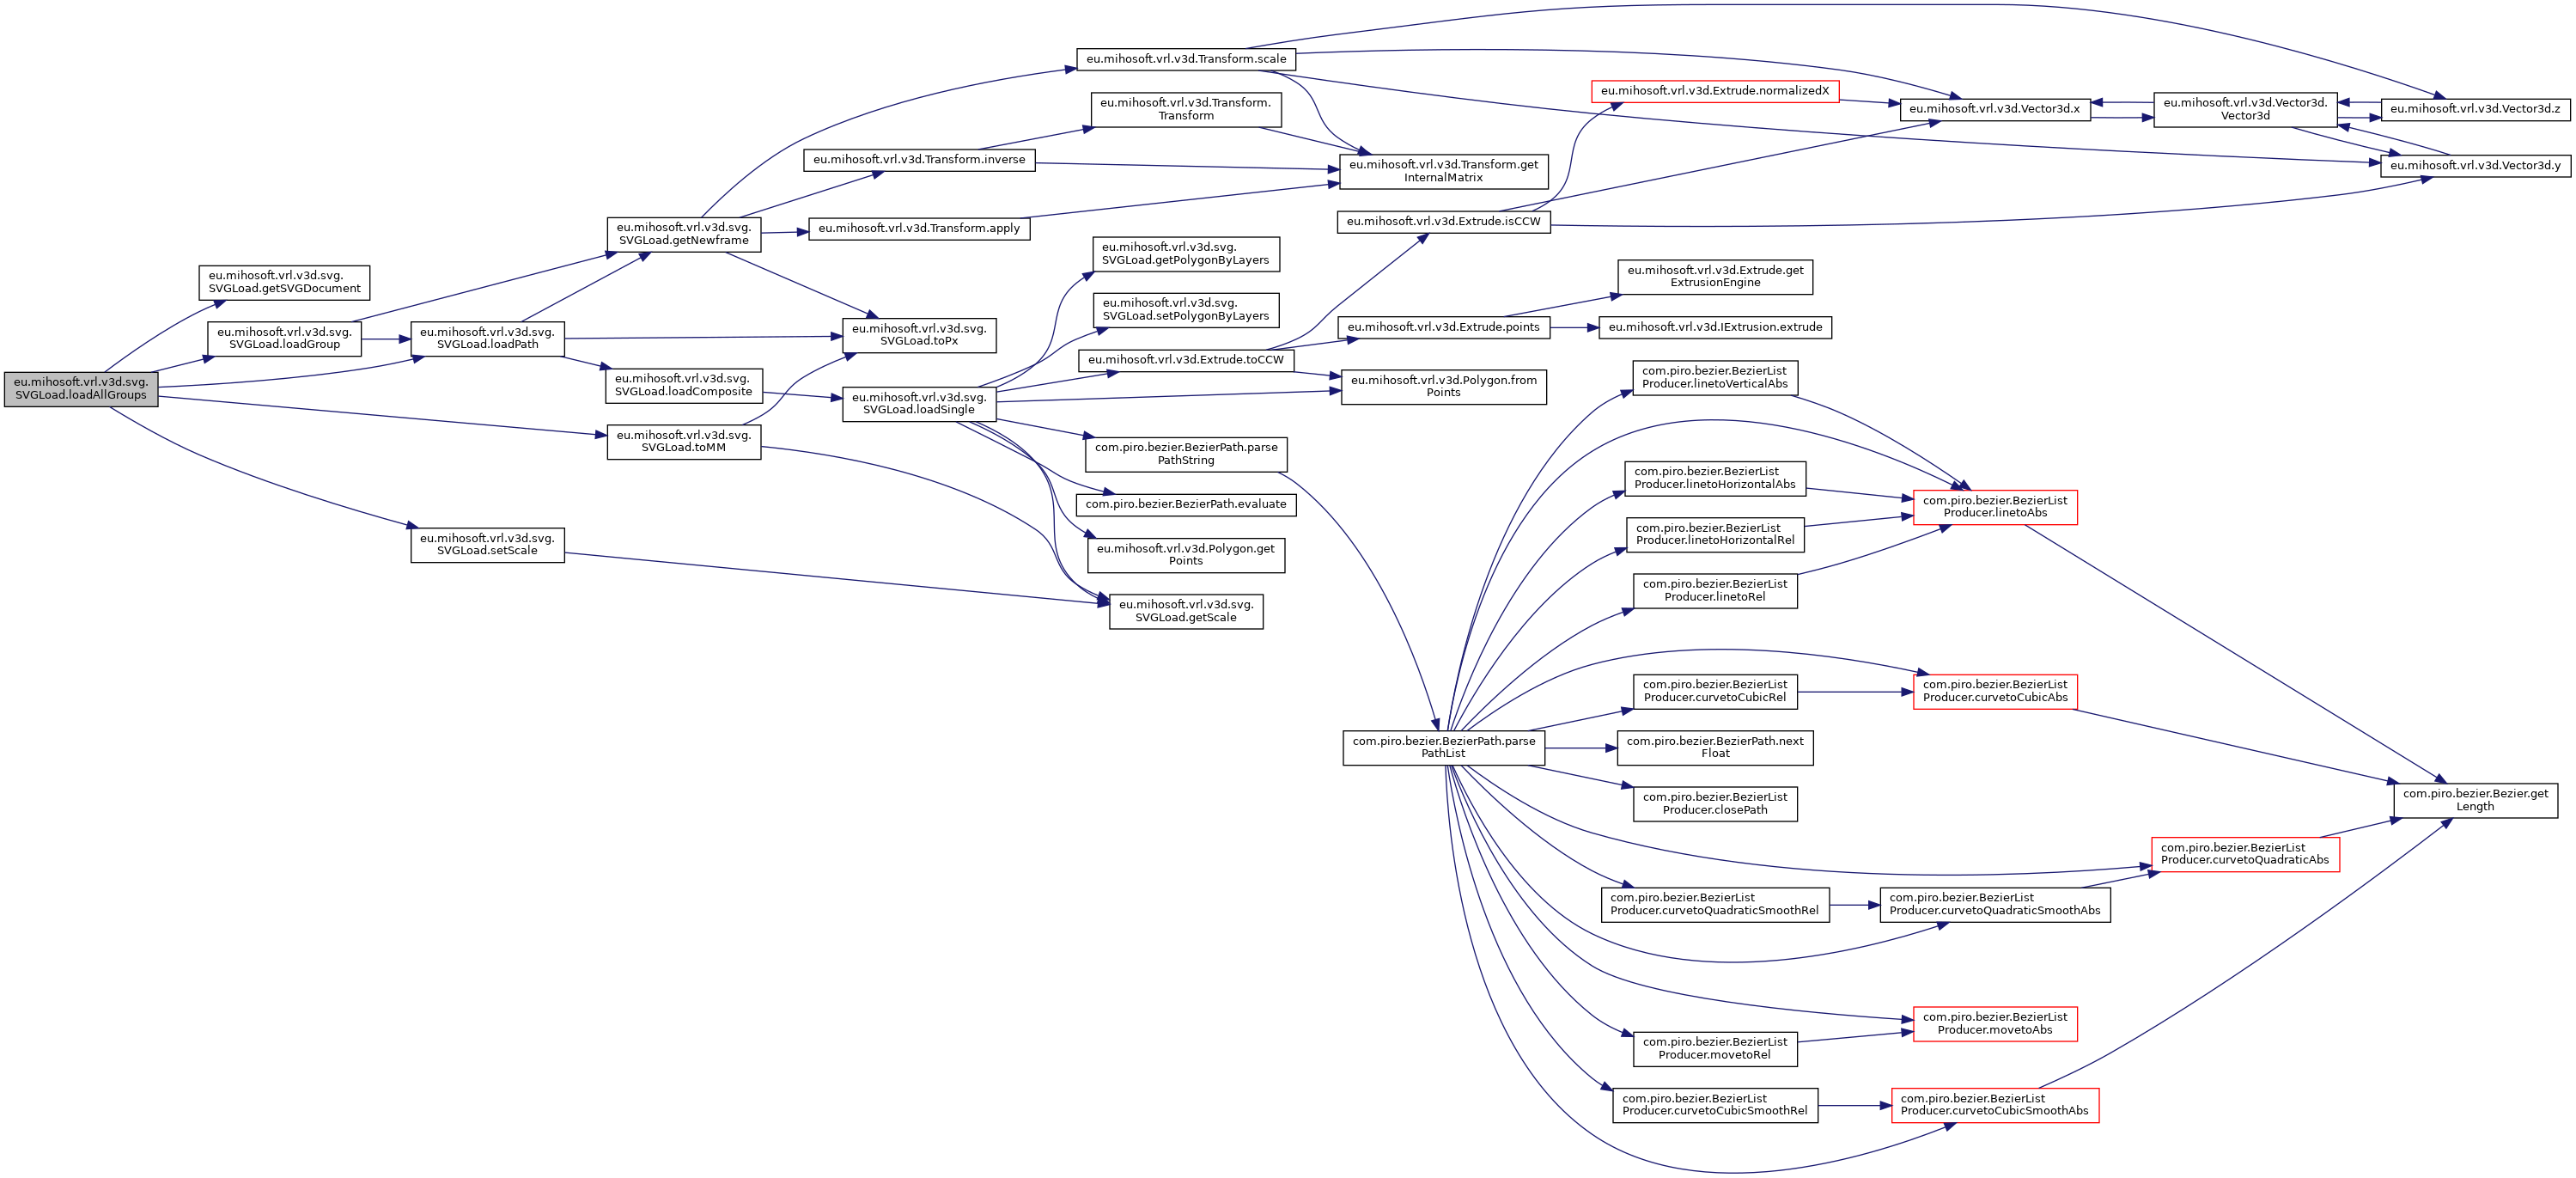 eu.mihosoft.vrl.v3d.svg.
SVGLoad.loadAllGroups
eu.mihosoft.vrl.v3d.svg.
SVGLoad.getSVGDocument
eu.mihosoft.vrl.v3d.svg.
SVGLoad.loadGroup
eu.mihosoft.vrl.v3d.svg.
SVGLoad.loadPath
eu.mihosoft.vrl.v3d.svg.
SVGLoad.setScale
eu.mihosoft.vrl.v3d.svg.
SVGLoad.getNewframe
eu.mihosoft.vrl.v3d.svg.
SVGLoad.loadComposite
eu.mihosoft.vrl.v3d.svg.
SVGLoad.toMM
eu.mihosoft.vrl.v3d.Transform.inverse
eu.mihosoft.vrl.v3d.Transform.apply
eu.mihosoft.vrl.v3d.svg.
SVGLoad.toPx
eu.mihosoft.vrl.v3d.svg.
SVGLoad.loadSingle
eu.mihosoft.vrl.v3d.Transform.scale
eu.mihosoft.vrl.v3d.Transform.
Transform
eu.mihosoft.vrl.v3d.svg.
SVGLoad.getPolygonByLayers
eu.mihosoft.vrl.v3d.svg.
SVGLoad.setPolygonByLayers
eu.mihosoft.vrl.v3d.Extrude.toCCW
com.piro.bezier.BezierPath.parse
PathString
com.piro.bezier.BezierPath.evaluate
eu.mihosoft.vrl.v3d.Polygon.get
Points
eu.mihosoft.vrl.v3d.svg.
SVGLoad.getScale
eu.mihosoft.vrl.v3d.Transform.get
InternalMatrix
eu.mihosoft.vrl.v3d.Extrude.isCCW
eu.mihosoft.vrl.v3d.Extrude.points
eu.mihosoft.vrl.v3d.Polygon.from
Points
com.piro.bezier.BezierPath.parse
PathList
eu.mihosoft.vrl.v3d.Extrude.normalizedX
eu.mihosoft.vrl.v3d.Extrude.get
ExtrusionEngine
eu.mihosoft.vrl.v3d.IExtrusion.extrude
com.piro.bezier.BezierList
Producer.linetoVerticalAbs
com.piro.bezier.BezierList
Producer.linetoHorizontalAbs
com.piro.bezier.BezierList
Producer.linetoHorizontalRel
com.piro.bezier.BezierList
Producer.linetoRel
com.piro.bezier.BezierList
Producer.curvetoCubicRel
com.piro.bezier.BezierPath.next
Float
com.piro.bezier.BezierList
Producer.closePath
com.piro.bezier.BezierList
Producer.curvetoQuadraticSmoothRel
com.piro.bezier.BezierList
Producer.movetoRel
com.piro.bezier.BezierList
Producer.curvetoCubicSmoothRel
eu.mihosoft.vrl.v3d.Vector3d.x
com.piro.bezier.BezierList
Producer.linetoAbs
com.piro.bezier.BezierList
Producer.curvetoCubicAbs
com.piro.bezier.BezierList
Producer.curvetoQuadraticSmoothAbs
com.piro.bezier.BezierList
Producer.movetoAbs
com.piro.bezier.BezierList
Producer.curvetoCubicSmoothAbs
eu.mihosoft.vrl.v3d.Vector3d.
Vector3d
com.piro.bezier.BezierList
Producer.curvetoQuadraticAbs
eu.mihosoft.vrl.v3d.Vector3d.z
eu.mihosoft.vrl.v3d.Vector3d.y
com.piro.bezier.Bezier.get
Length